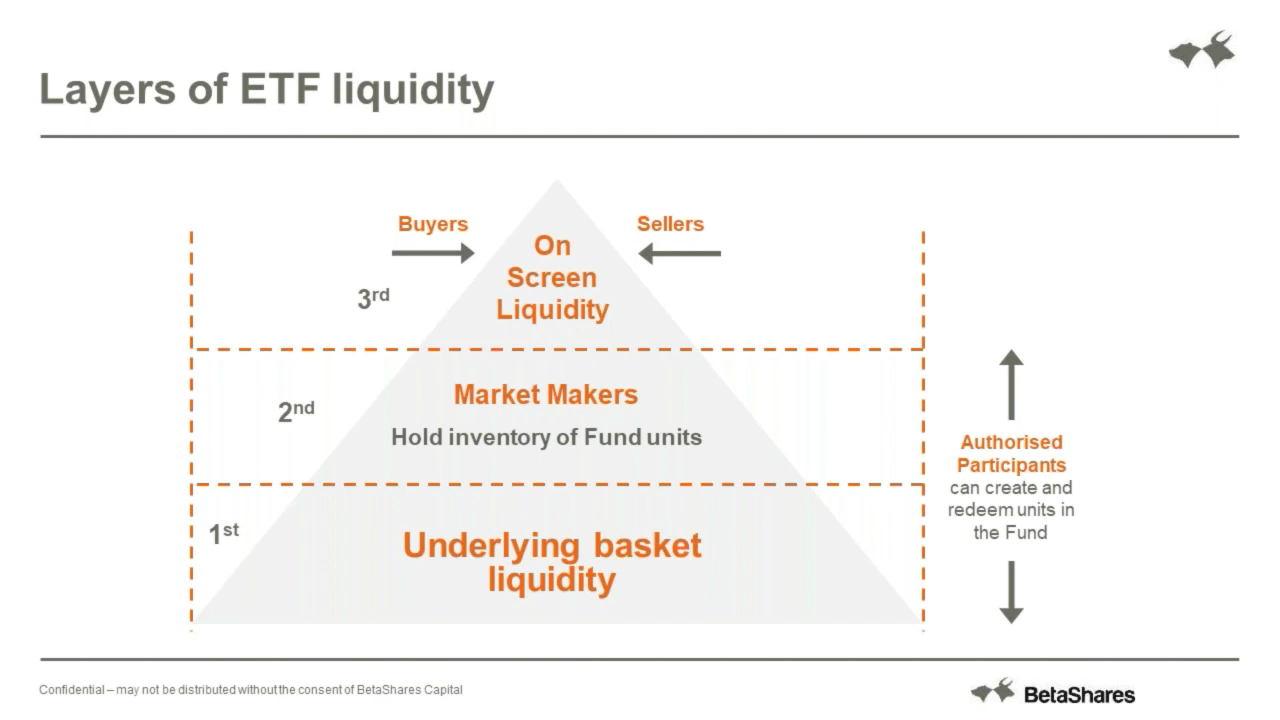 Layers of ETF liquidity
Buyers
Sellers
On
Screen
Liquidity
3rd
Market Makers
2nd
Hold inventory of Fund units
Authorised
Participants
can create and
redeem units in
the Fund
1st
Underlying basket
liquidity
Confidential – may not be distributed without the consent of BetaShares Capital
BetaShares